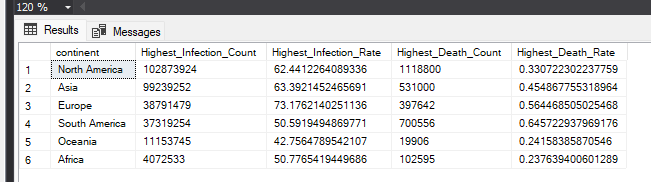 120 %
Results Messages
continent Highest_Infection_Count Highest_Infection_Rate Highest_Death_Count Highest_Death_Rate
1 North America 102873924 62.4412264089336 1118800 0.330722302237759
2 Asia 99239252 63.3921452465691 531000 0.454867755318964
3 Europe 38791479 73.1762140251136 397642 0.564468505025468
4 South America 37319254 50.5919494869771 700556 0.645722937969176
5 Oceania 11153745 42.7564789542107 19906 0.24158385870546
6 Africa 4072533 50.7765419449686 102595 0.237639400601289